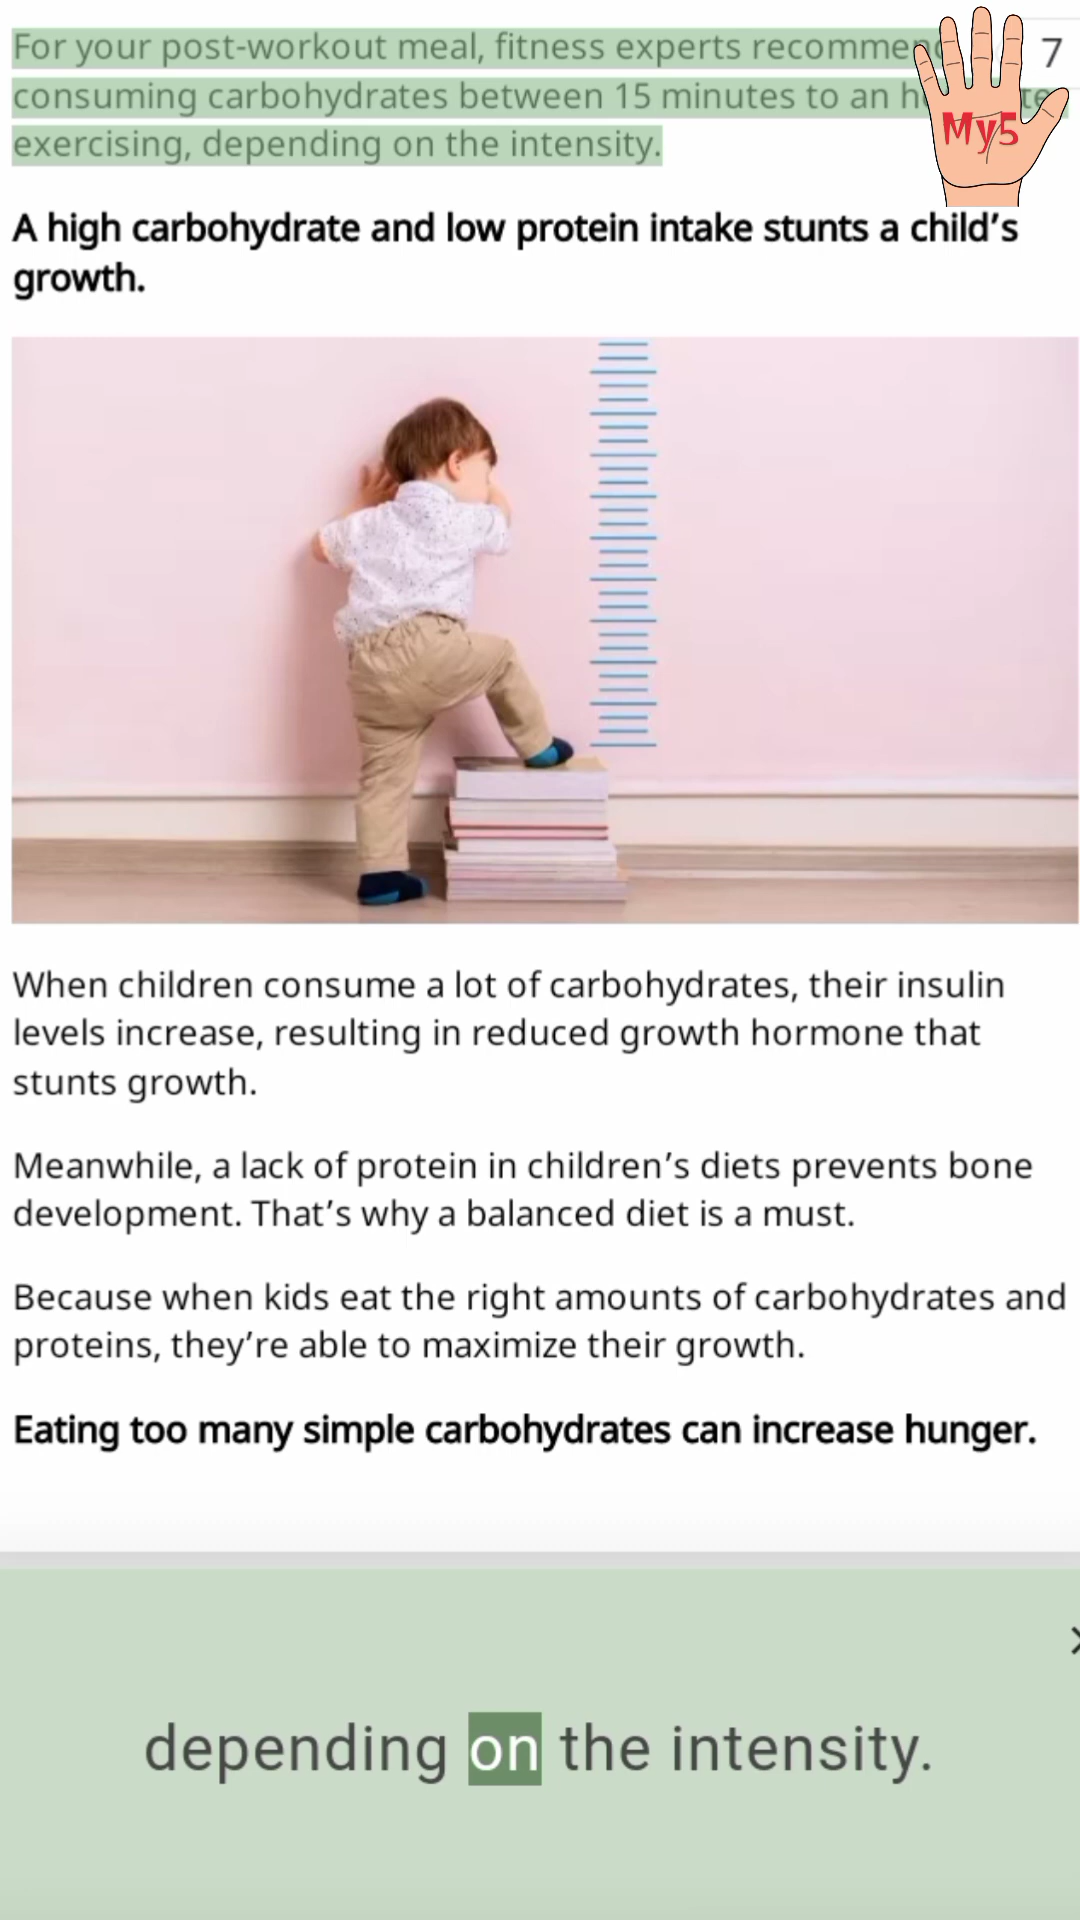 For your post-workout meal, fitness experts recommend
7
consuming carbohydrates between 15 minutes to an
exercising, depending on the intensity.
My5
A high carbohydrate and low protein intake stunts a child’s
growth.
When children consume a lot of carbohydrates, their insulin
levels increase, resulting in reduced growth hormone that
stunts growth.
Meanwhile, a lack of protein in children’s diets prevents bone
development. That’s why a balanced diet is a must.
Because when kids eat the right amounts of carbohydrates and
proteins, they’re able to maximize their growth.
Eating too many simple carbohydrates can increase hunger.
depending on the intensity.